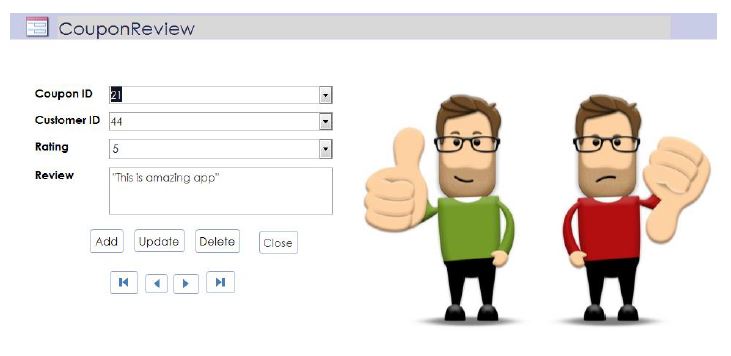 CouponReview
Coupon ID 21
Customer ID 44
Rating 5
Review "This is amazing app"
Add Update Delete Close